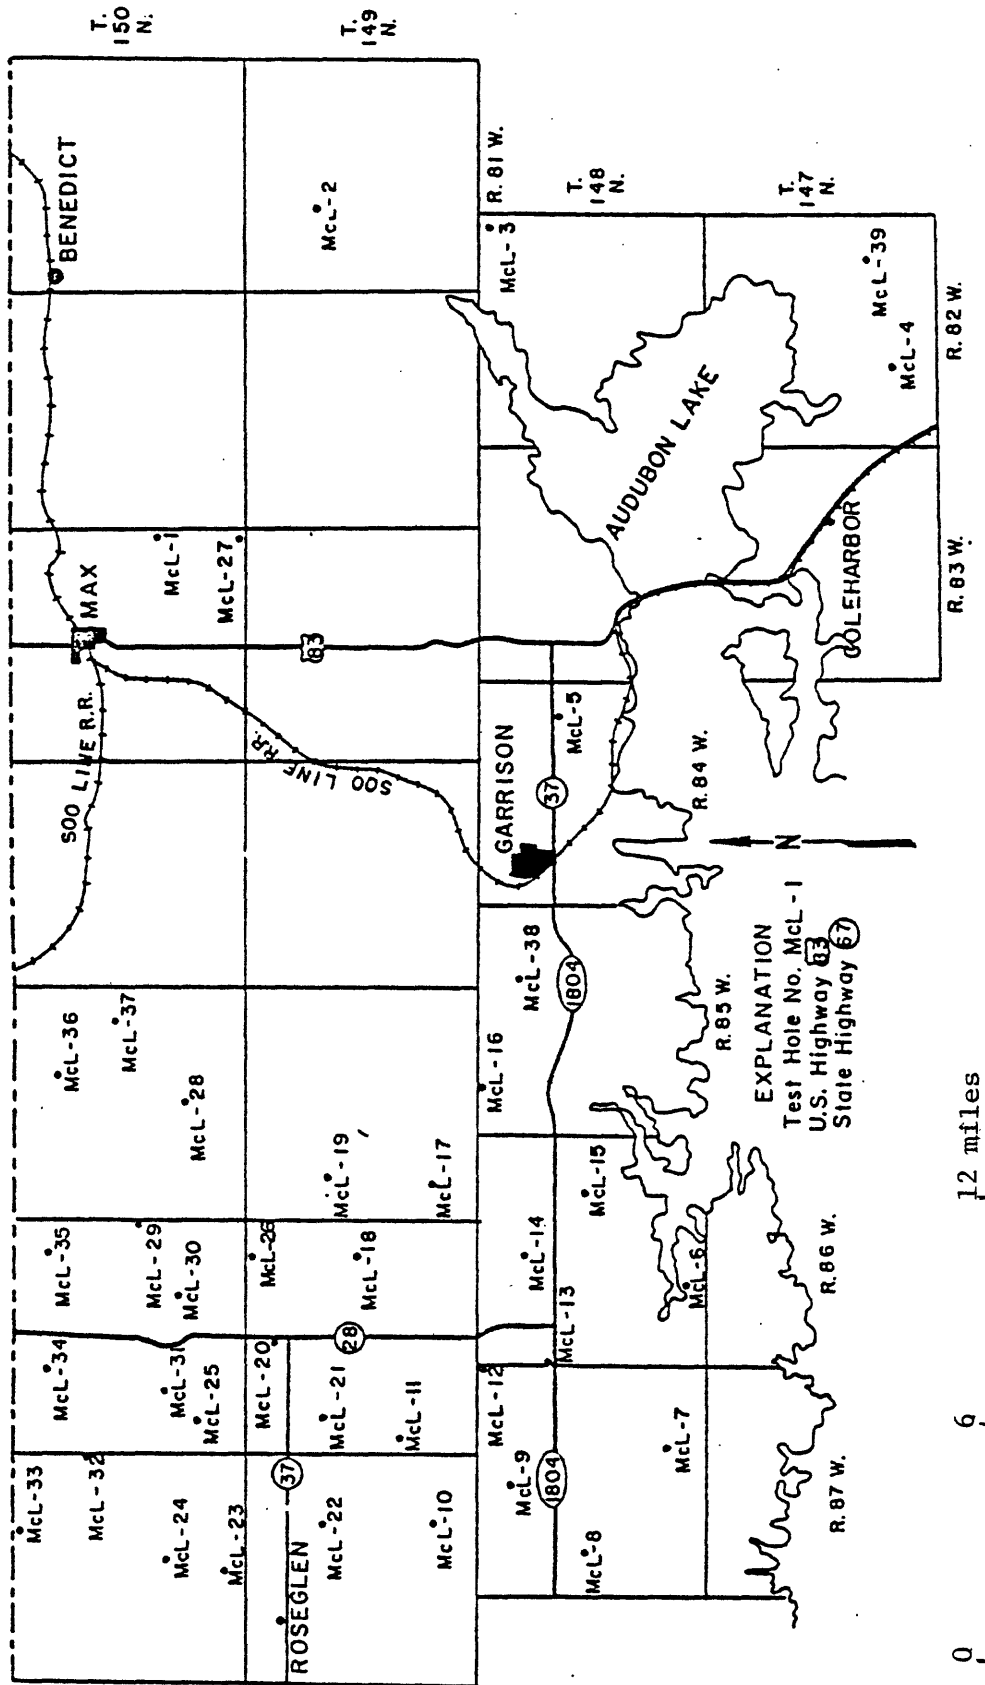 T.
150
N.
T.
149
N.
BENEDICT
MAX
SOO LINE R.R.
SOO LINE R.R.
83
McL-1
McL-27
McL-2
McL-36
McL-37
McL-28
McL-19
McL-17
McL-35
McL-29
McL-30
McL-26
McL-18
28
McL-34
McL-31
McL-25
McL-20
McL-21
McL-11
McL-33
McL-32
McL-24
McL-23
37
McL-22
McL-10
ROSEGLEN
R. 81 W.
T.
148
N.
T.
147
N.
McL-3
AUDUBON LAKE
McL-39
McL-4
R. 82 W.
COLEHARBOR
R. 83 W.
McL-5
37
GARRISON
R. 84 W.
N
McL-38
1804
McL-16
R. 85 W.
McL-15
McL-14
McL-13
McL-6
R. 86 W.
McL-12
McL-9
1804
McL-8
McL-7
R. 87 W.
EXPLANATION
Test Hole No. McL-1
U.S. Highway 83
State Highway 67
0 6 12 miles